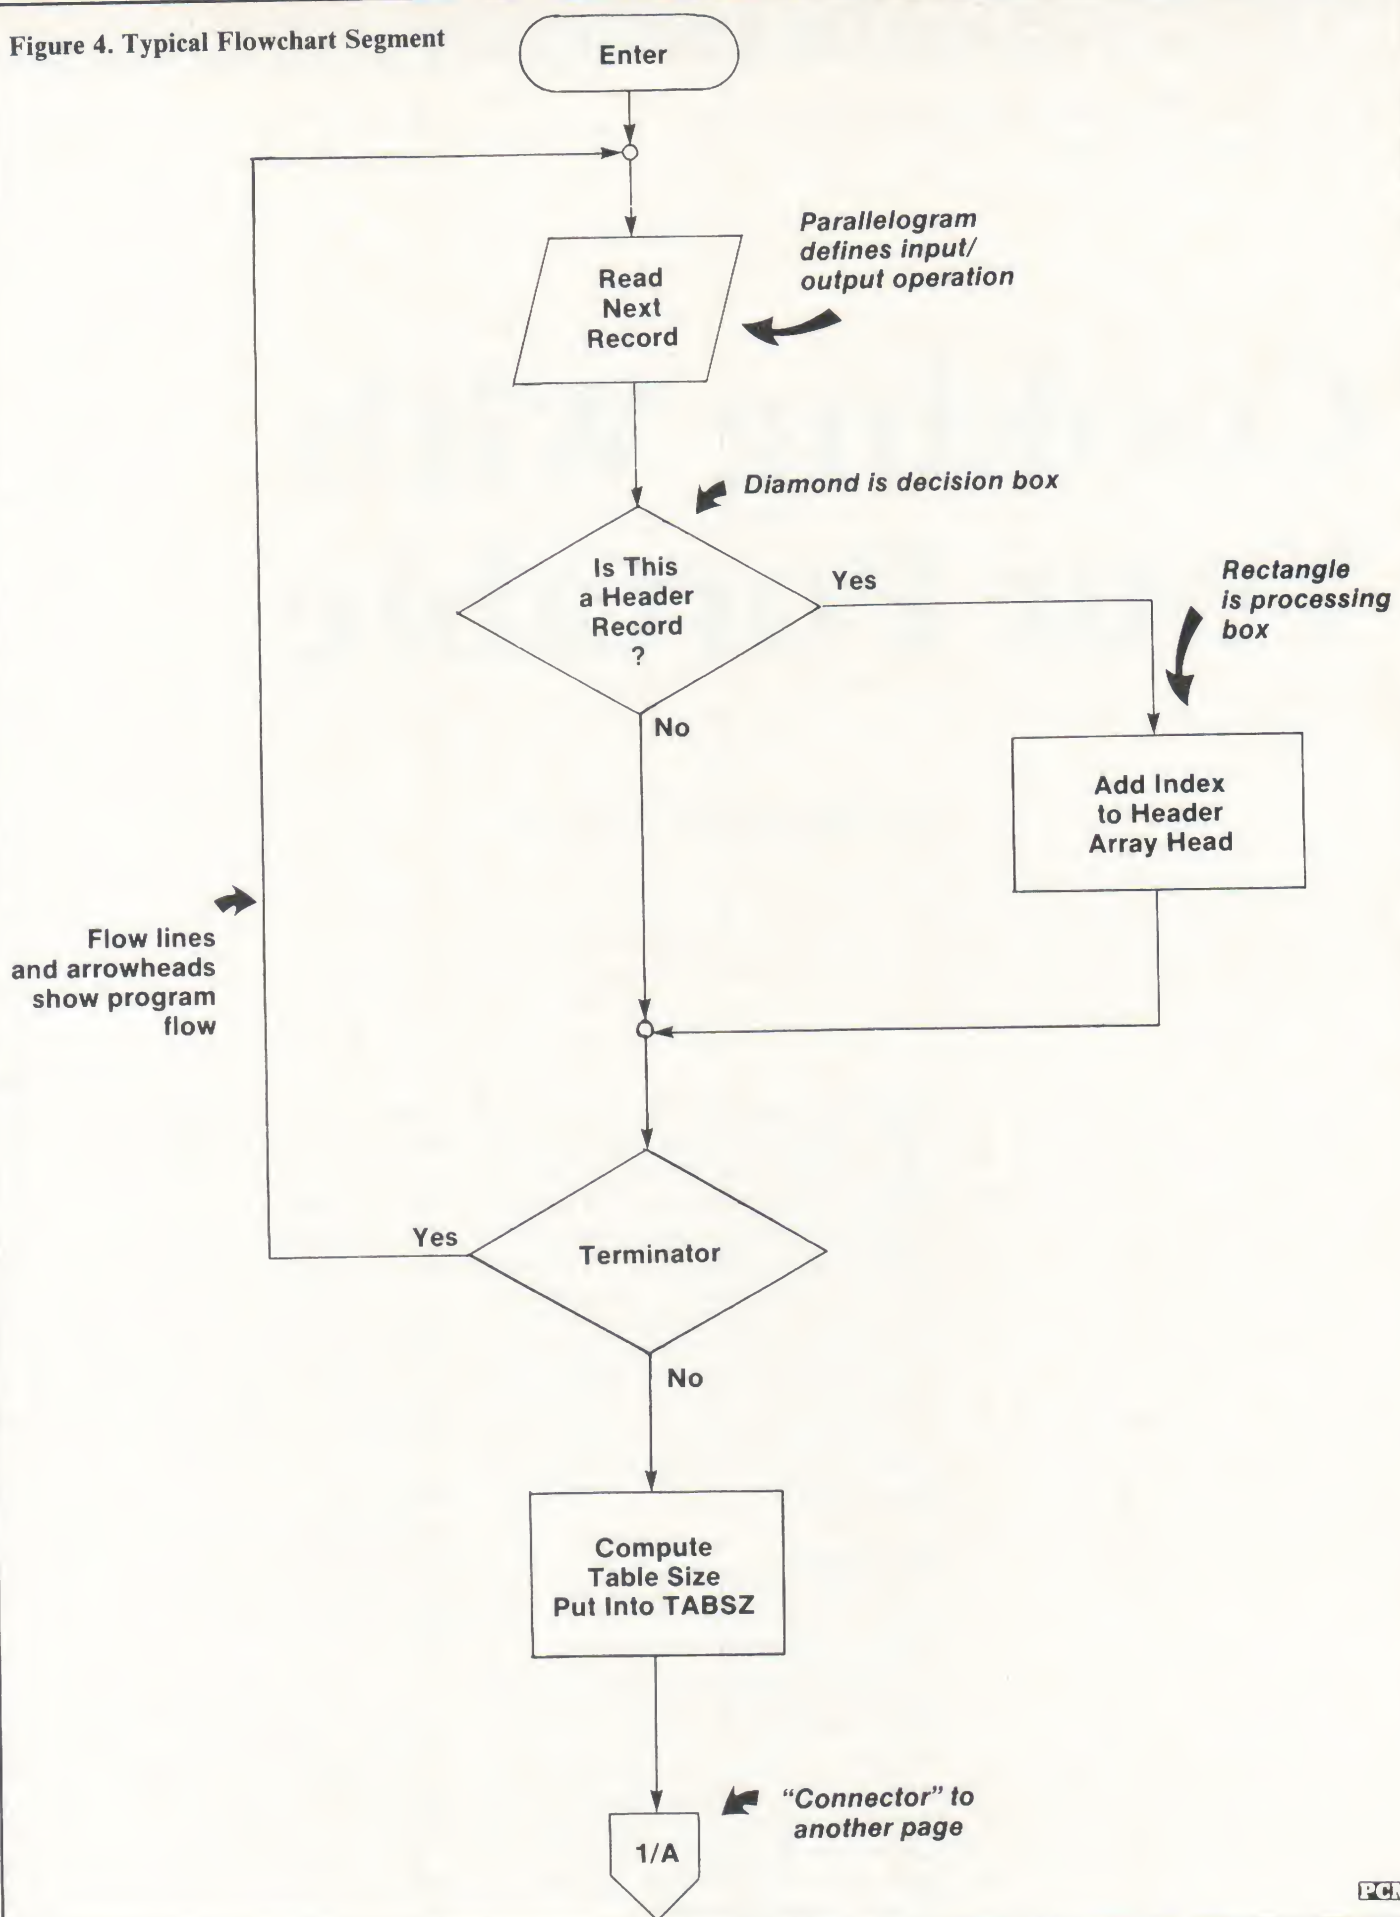 Figure 4. Typical Flowchart Segment
Enter
Parallelogram
defines input/
output operation
Read
Next
Record
Diamond is decision box
Is This
a Header
Record
?
Yes
No
Rectangle
is processing
box
Add Index
to Header
Array Head
Flow lines
and arrowheads
show program
flow
Yes
Terminator
No
Compute
Table Size
Put Into TABSZ
“Connector” to
another page
1/A